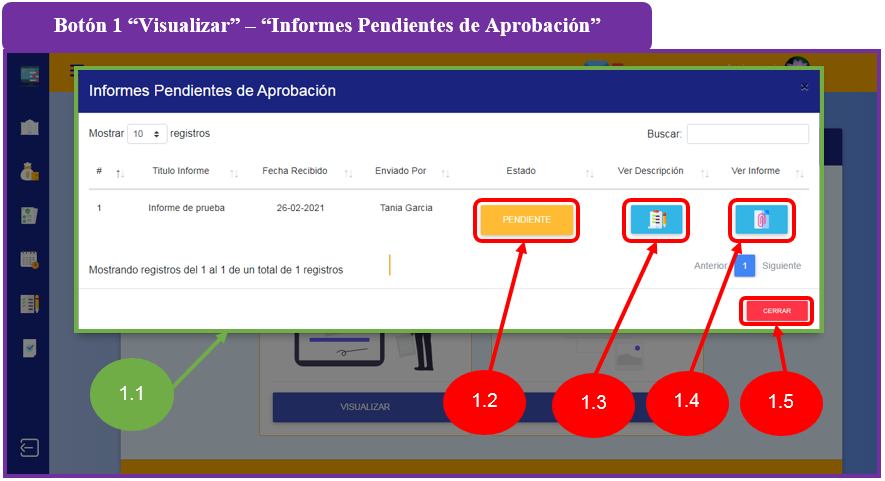 Botón 1 “Visualizar” – “Informes Pendientes de Aprobación”
Informes Pendientes de Aprobación ×
Mostrar 10 registros Buscar:
# Titulo Informe Fecha Recibido Enviado Por Estado Ver Descripción Ver Informe
1 Informe de prueba 26-02-2021 Tania Garcia PENDIENTE
Mostrando registros del 1 al 1 de un total de 1 registros Anterior 1 Siguiente
CERRAR
1.1 1.2 1.3 1.4 1.5
VISUALIZAR